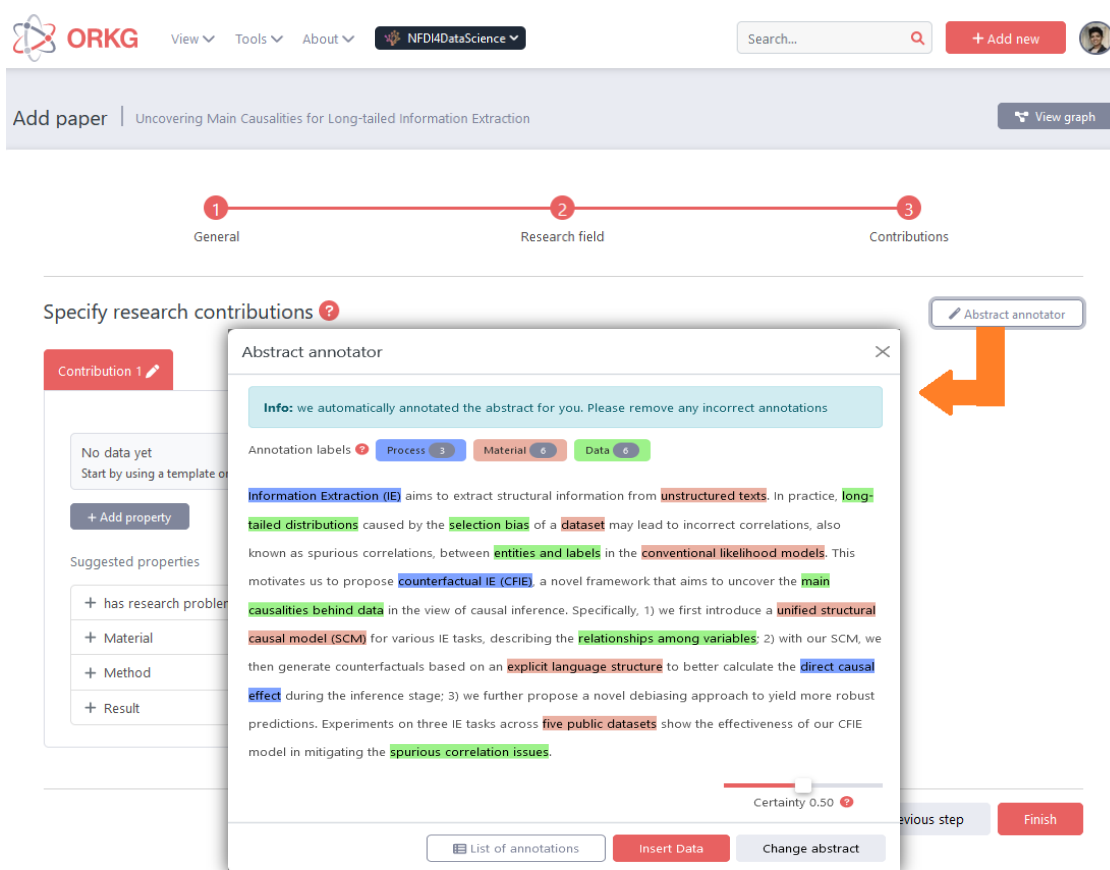 ORKG View Tools About NFDI4DataScience Search... + Add new
Add paper Uncovering Main Causalities for Long-tailed Information Extraction View graph
1 2 3
General Research field Contributions
Specify research contributions ? Abstract annotator
Contribution 1
No data yet
Start by using a template or
+ Add property
Suggested properties
+ has research problem
+ Material
+ Method
+ Result
Abstract annotator
Info: we automatically annotated the abstract for you. Please remove any incorrect annotations
Annotation labels ? Process 3 Material 6 Data 6
Information Extraction (IE) aims to extract structural information from unstructured texts. In practice, long-
tailed distributions caused by the selection bias of a dataset may lead to incorrect correlations, also
known as spurious correlations, between entities and labels in the conventional likelihood models. This
motivates us to propose counterfactual IE (CFIE), a novel framework that aims to uncover the main
causalities behind data in the view of causal inference. Specifically, 1) we first introduce a unified structural
causal model (SCM) for various IE tasks, describing the relationships among variables; 2) with our SCM, we
then generate counterfactuals based on an explicit language structure to better calculate the direct causal
effect during the inference stage; 3) we further propose a novel debiasing approach to yield more robust
predictions. Experiments on three IE tasks across five public datasets show the effectiveness of our CFIE
model in mitigating the spurious correlation issues.
Certainty 0.50 ?
List of annotations Insert Data Change abstract
evious step Finish